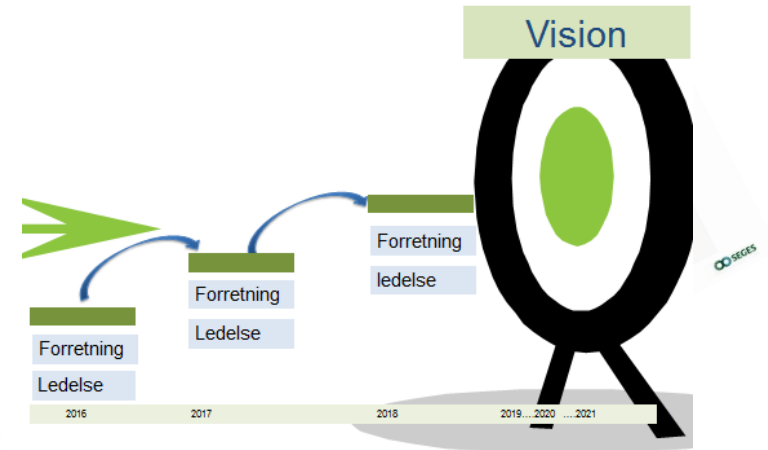 Vision
Forretning
ledelse
Forretning
Ledelse
Forretning
Ledelse
SEGES
2016 2017 2018 2019....2020 ....2021